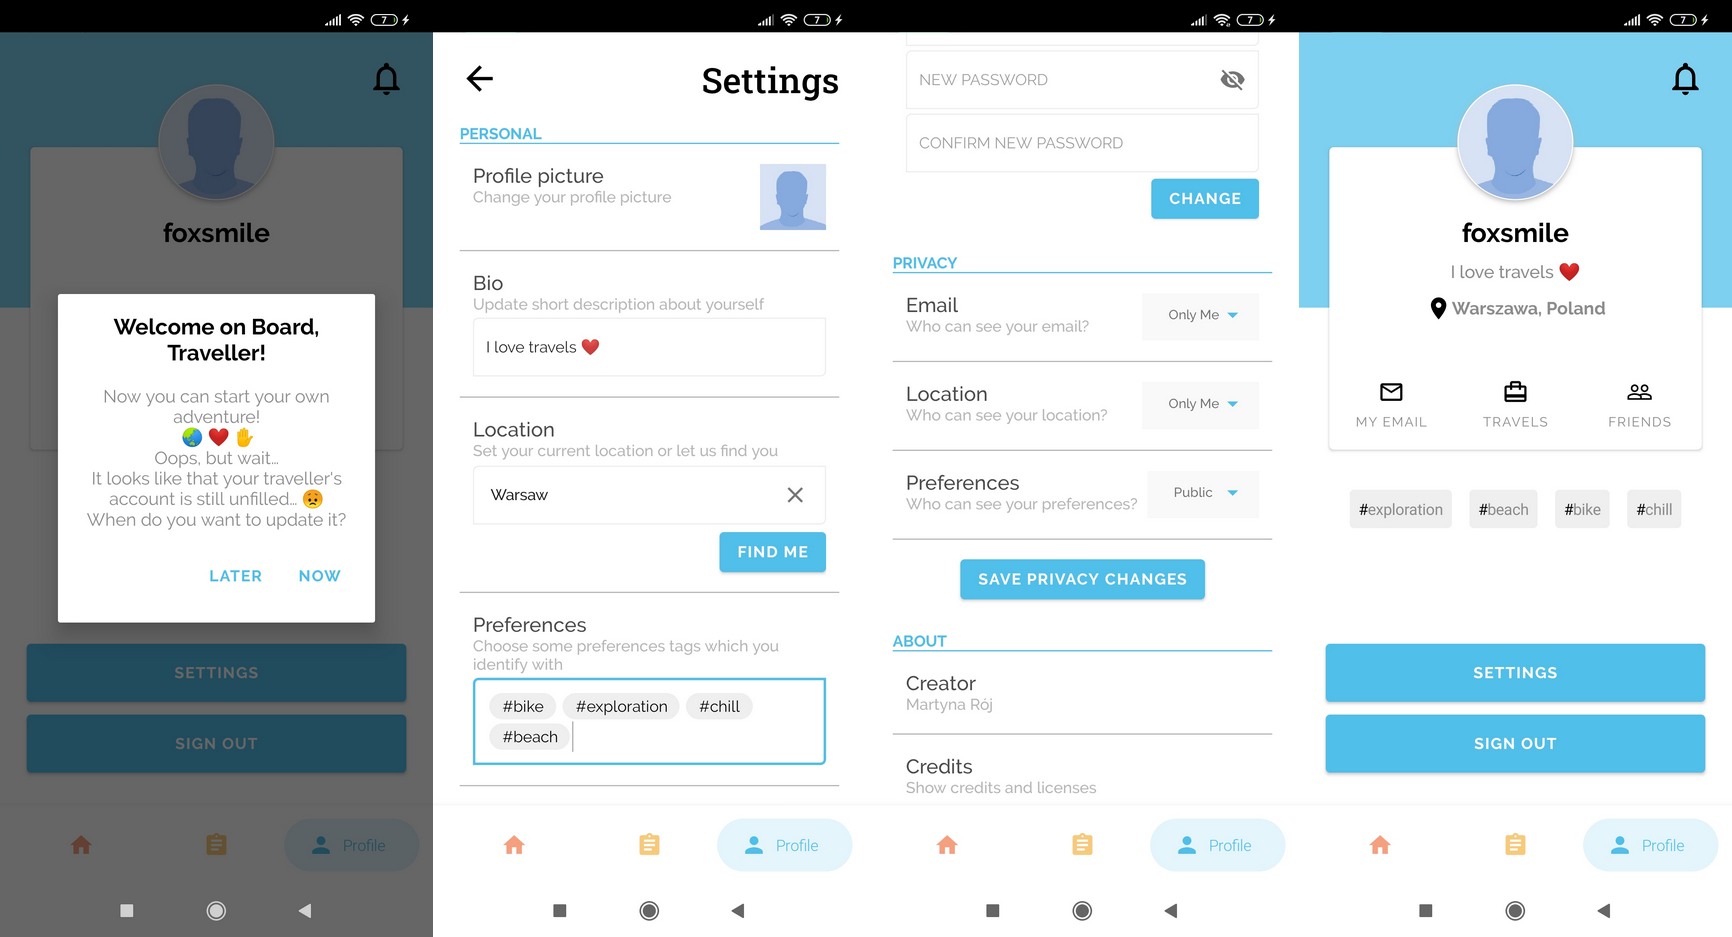 7
foxsmile
Welcome on Board,
Traveller!
Now you can start your own
adventure!
🌏 ❤️ ✋
Oops, but wait...
It looks like that your traveller's
account is still unfilled... 😞
When do you want to update it?
LATER NOW
SETTINGS
SIGN OUT
Profile
7
Settings
PERSONAL
Profile picture
Change your profile picture
Bio
Update short description about yourself
I love travels ❤️
Location
Set your current location or let us find you
Warsaw
FIND ME
Preferences
Choose some preferences tags which you
identify with
#bike #exploration #chill
#beach
Profile
7
NEW PASSWORD
CONFIRM NEW PASSWORD
CHANGE
PRIVACY
Email
Who can see your email?
Only Me
Location
Who can see your location?
Only Me
Preferences
Who can see your preferences?
Public
SAVE PRIVACY CHANGES
ABOUT
Creator
Martyna Rój
Credits
Show credits and licenses
Profile
7
foxsmile
I love travels ❤️
Warszawa, Poland
MY EMAIL TRAVELS FRIENDS
#exploration #beach #bike #chill
SETTINGS
SIGN OUT
Profile